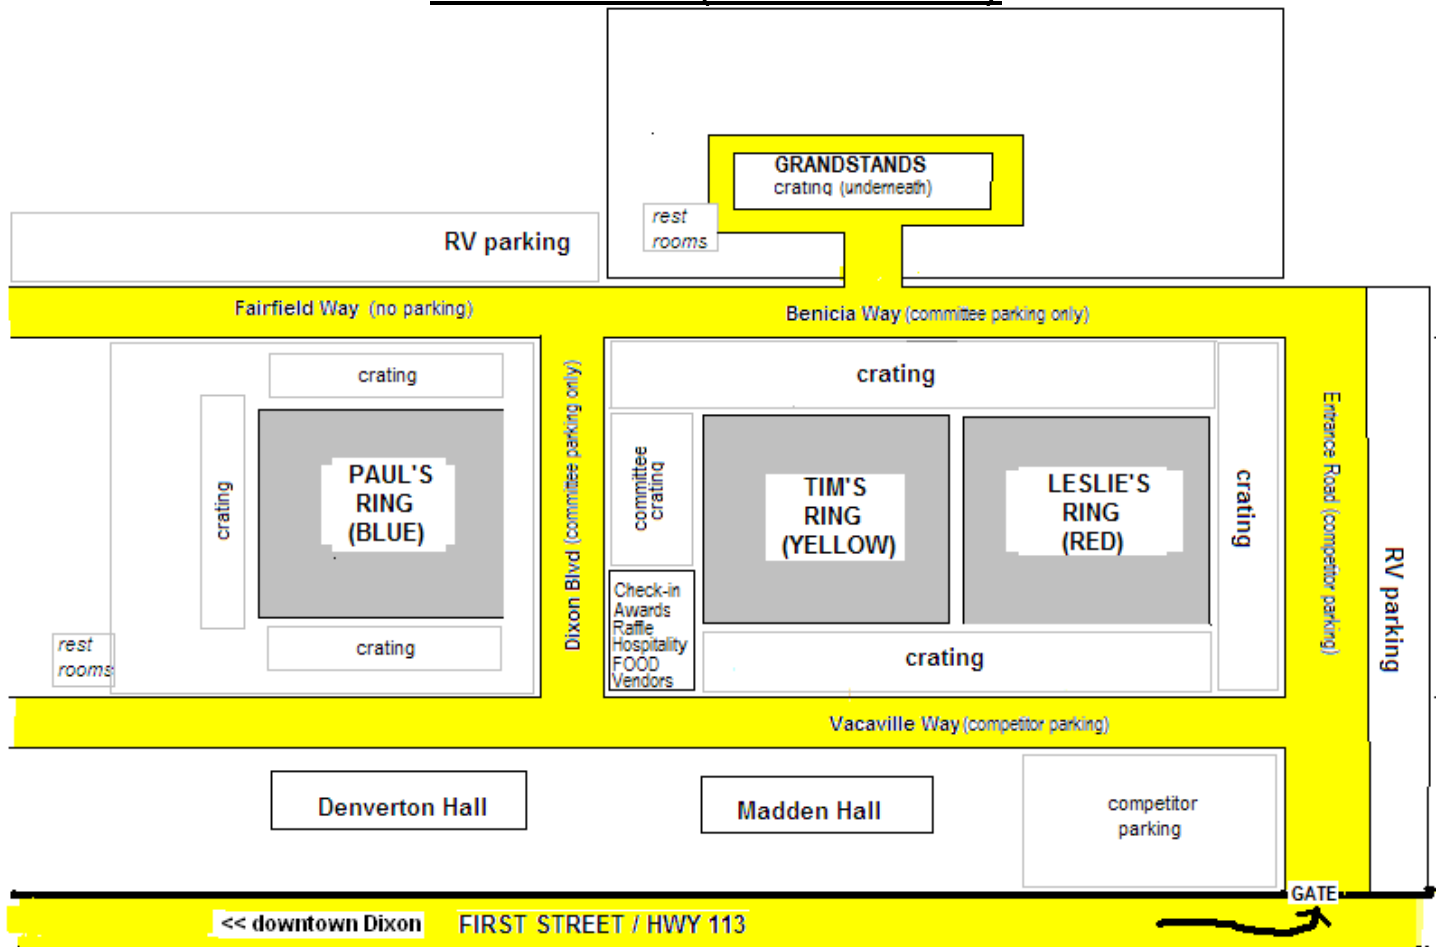 GRANDSTANDS
crating (underneath)
rest
rooms
RV parking
Fairfield Way (no parking)
Benicia Way (committee parking only)
crating
crating
crating
PAUL'S
RING
(BLUE)
crating
Dixon Blvd (committee parking only)
committee
crating
TIM'S
RING
(YELLOW)
LESLIE'S
RING
(RED)
crating
Entrance Road (competitor parking)
RV parking
Check-in
Awards
Raffle
Hospitality
FOOD
Vendors
crating
rest
rooms
Vacaville Way (competitor parking)
Denverton Hall
Madden Hall
competitor
parking
GATE
<< downtown Dixon FIRST STREET / HWY 113